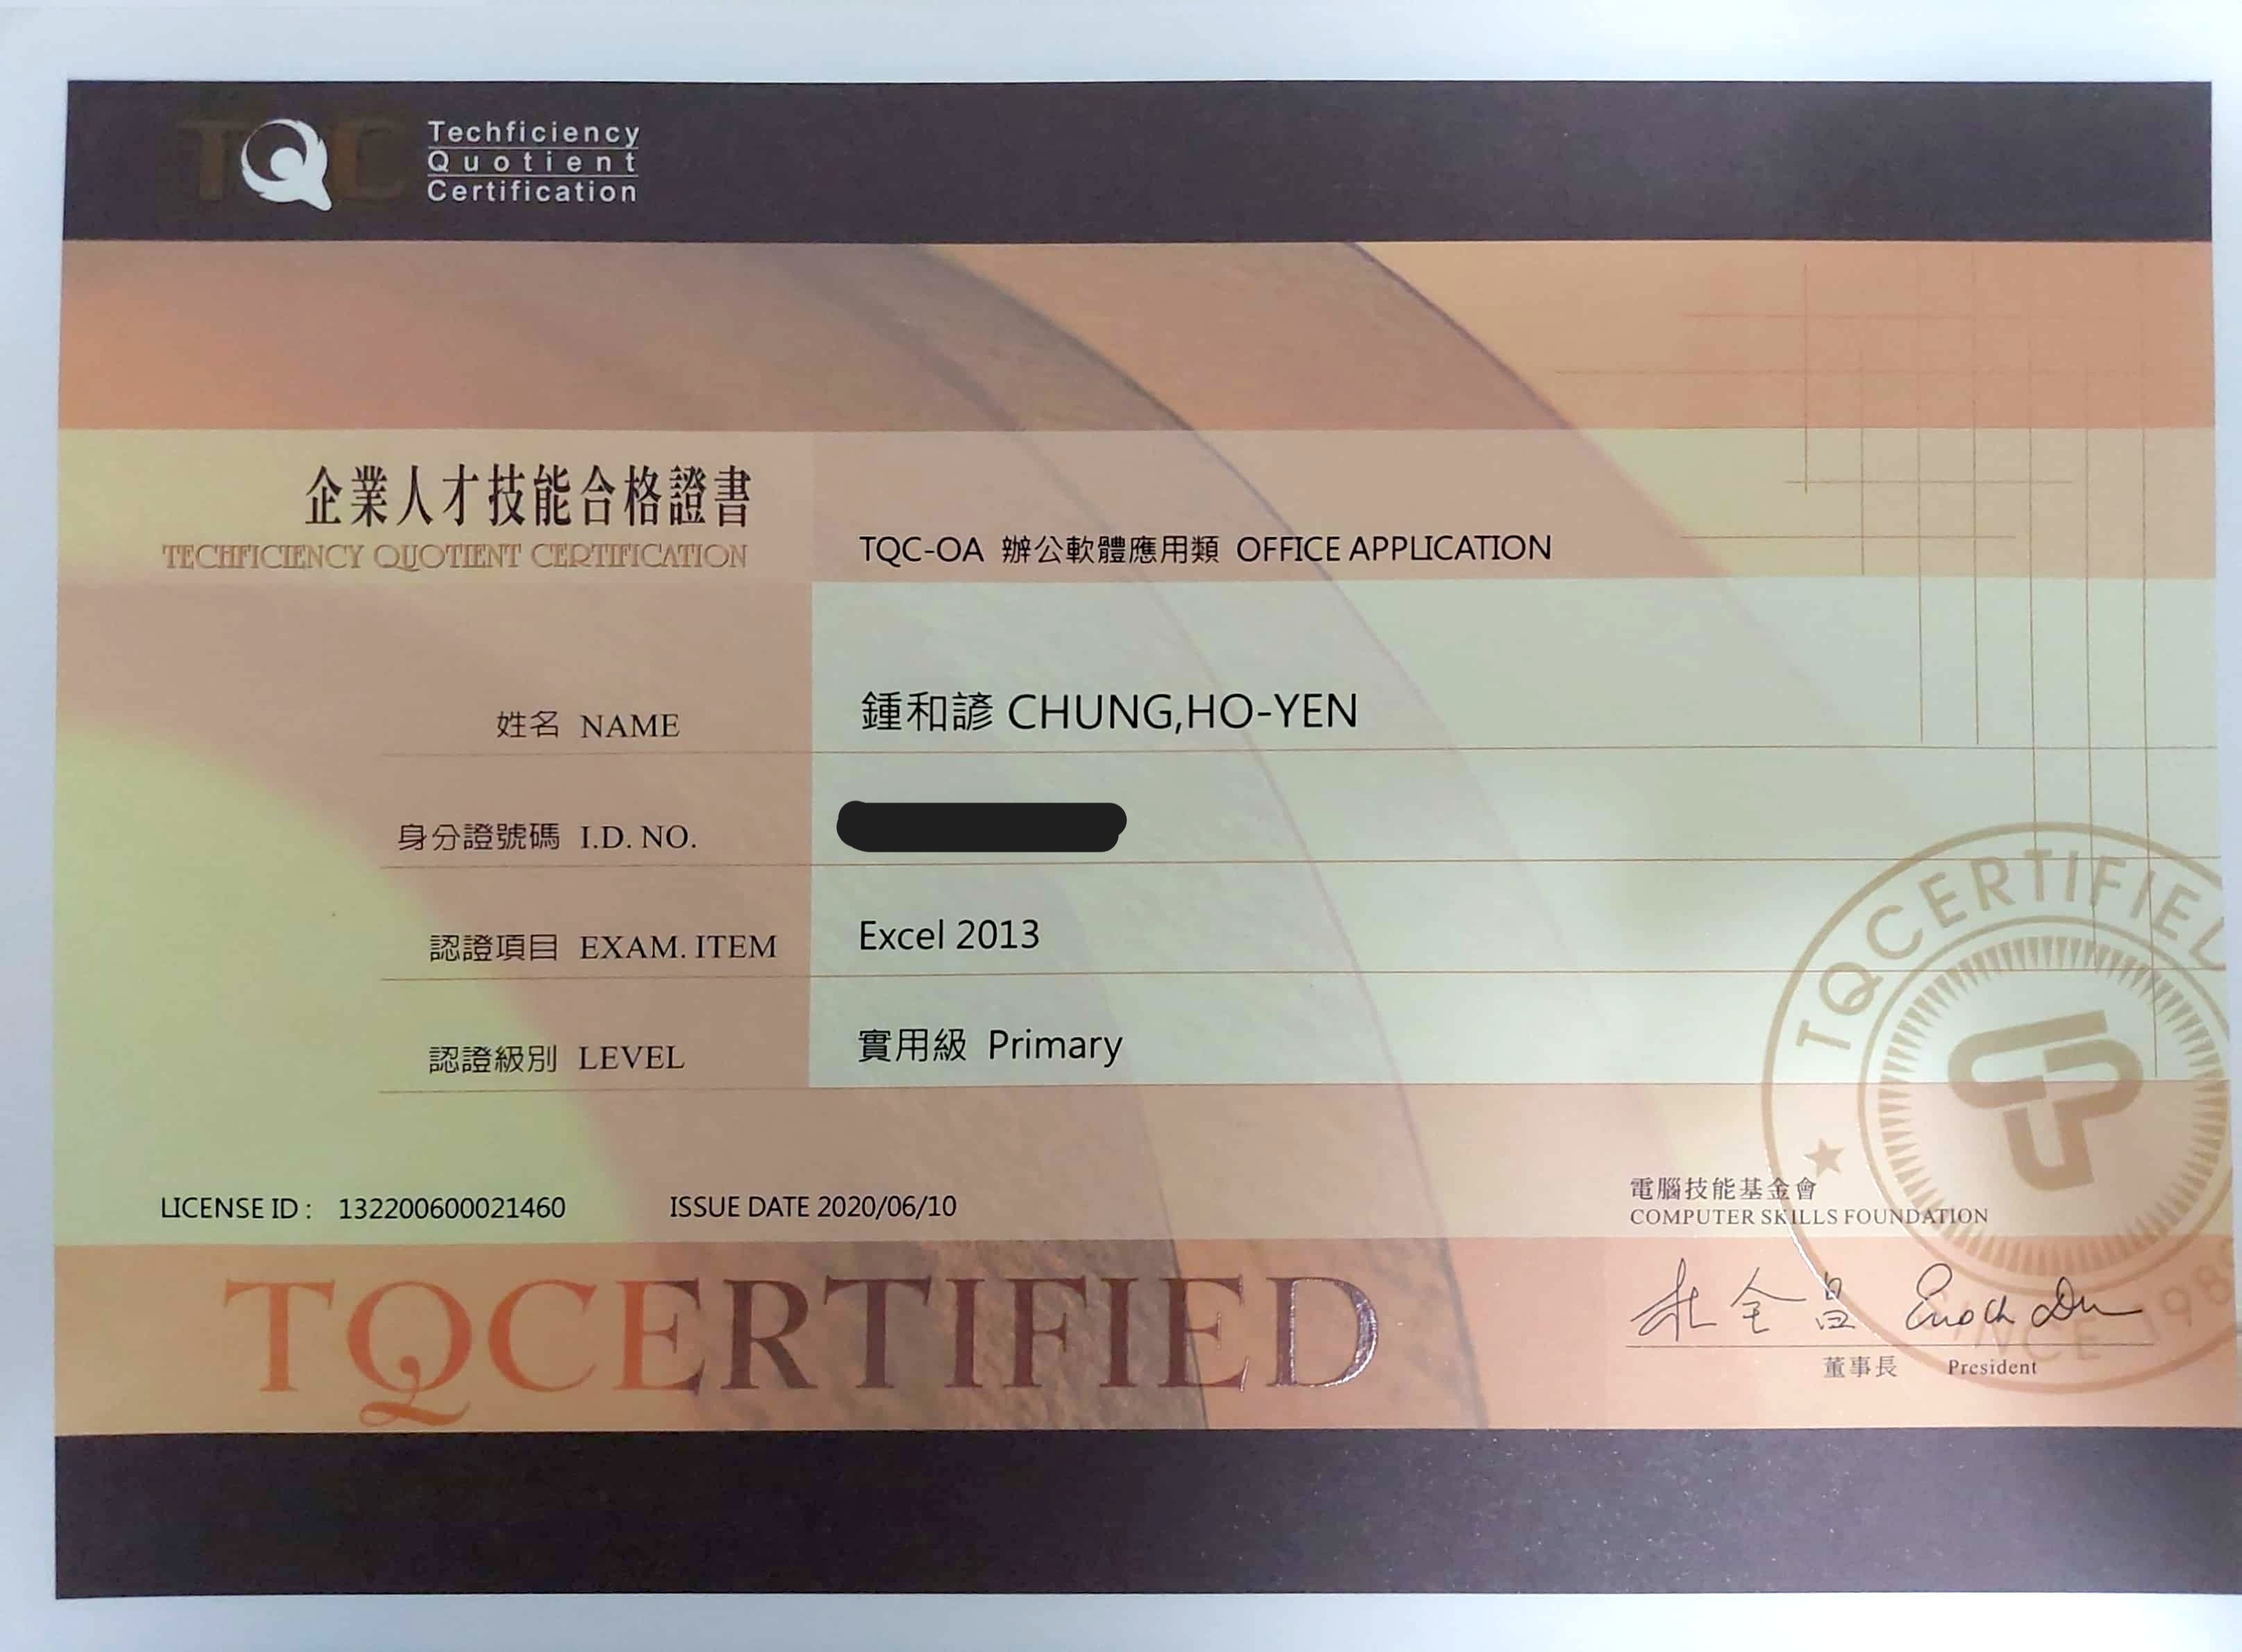 TQC
Techficiency
Quotient
Certification
企業人才技能合格證書
TECHFICIENCY QUOTIENT CERTIFICATION
TQC-OA 辦公軟體應用類 OFFICE APPLICATION
姓名 NAME 鍾和諺 CHUNG,HO-YEN
身分證號碼 I.D. NO.
認證項目 EXAM. ITEM Excel 2013
認證級別 LEVEL 實用級 Primary
LICENSE ID : 132200600021460 ISSUE DATE 2020/06/10
電腦技能基金會
COMPUTER SKILLS FOUNDATION
杜全昌 Enoch Du
董事長 President
TQCERTIFIED
TQCERTIFIED
SINCE 1989